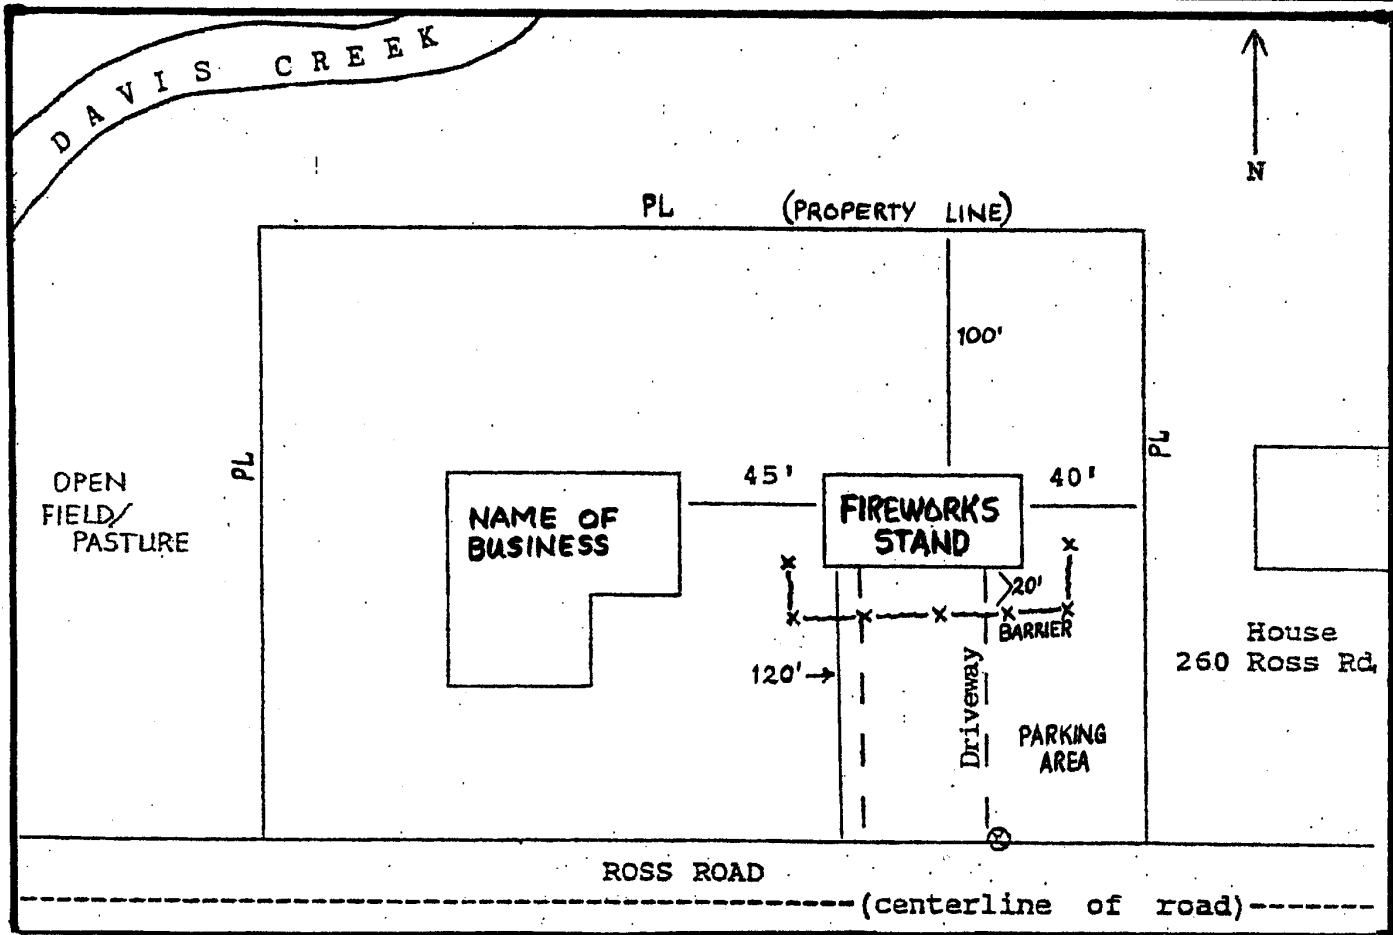 DAVIS CREEK
N
PL (PROPERTY LINE)
100'
PL
PL
OPEN
FIELD/
PASTURE
NAME OF
BUSINESS
45'
FIREWORKS
STAND
40'
20'
BARRIER
House
260 Ross Rd.
120'
Driveway
PARKING
AREA
ROSS ROAD
(centerline of road)